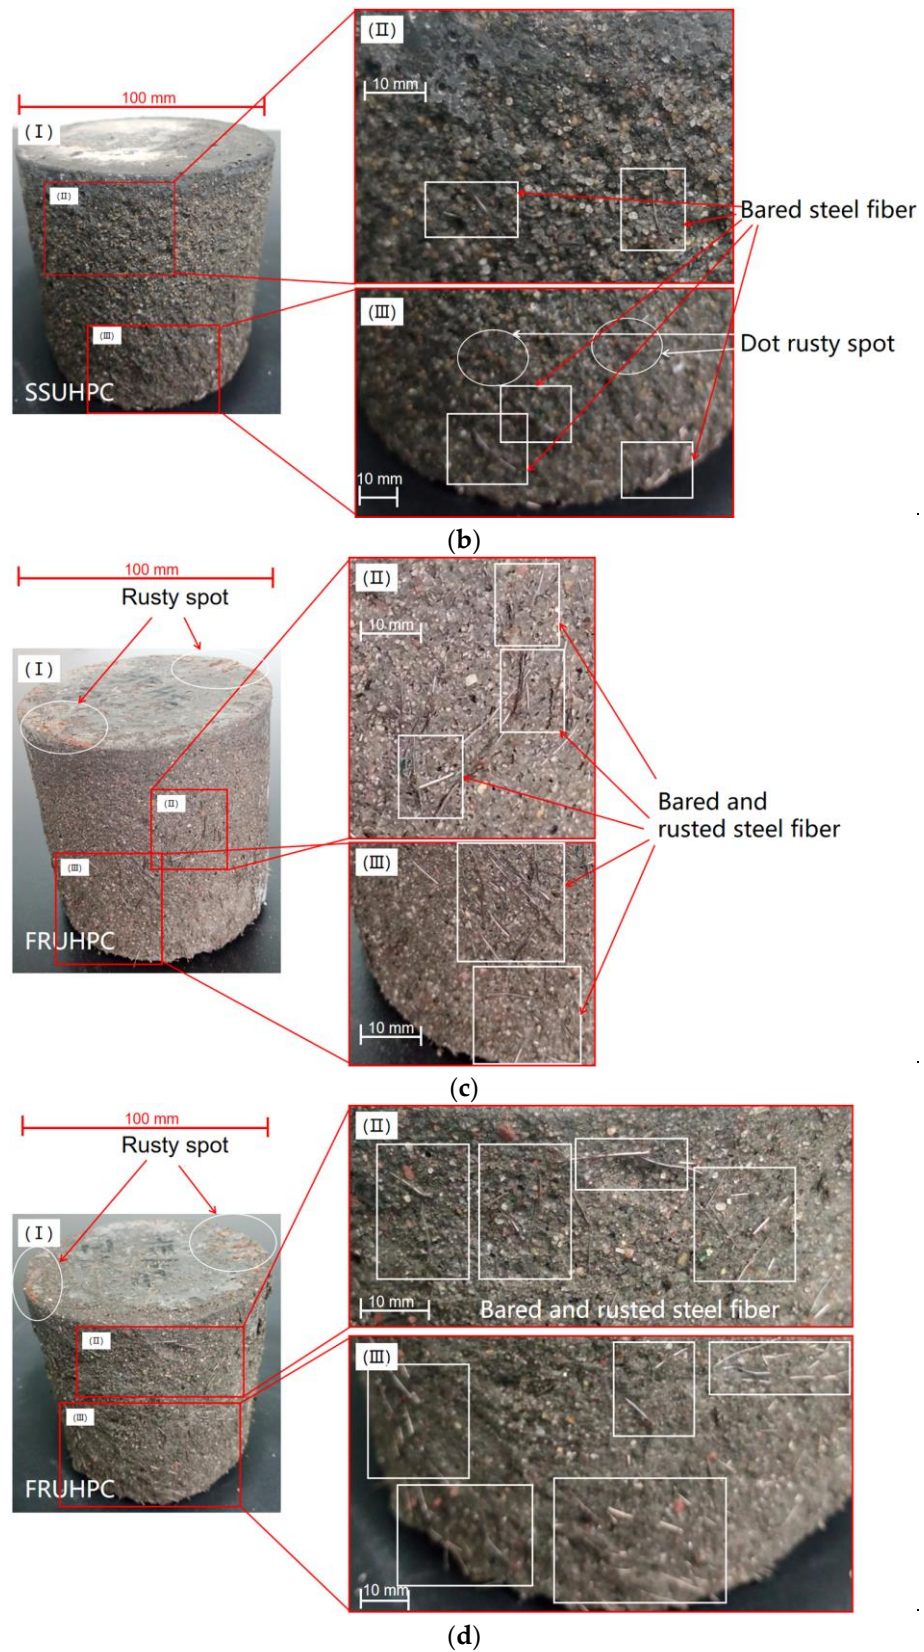 100 mm
(Ⅰ)
(Ⅱ)
(Ⅲ)
SSUHPC
(Ⅱ)
10 mm
Bared steel fiber
(Ⅲ)
Dot rusty spot
10 mm
(b)
100 mm
Rusty spot
(Ⅰ)
(Ⅱ)
(Ⅲ)
FRUHPC
(Ⅱ)
10 mm
Bared and
rusted steel fiber
(Ⅲ)
10 mm
(c)
100 mm
Rusty spot
(Ⅰ)
(Ⅱ)
(Ⅲ)
FRUHPC
(Ⅱ)
10 mm
Bared and rusted steel fiber
(Ⅲ)
10 mm
(d)